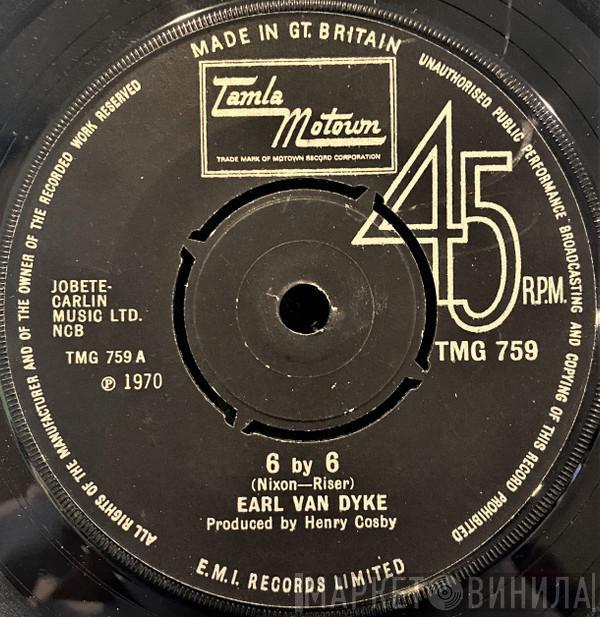 MADE IN GT. BRITAIN
UNAUTHORISED PUBLIC PERFORMANCE BROADCASTING AND COPYING OF THIS RECORD PROHIBITED
ALL RIGHTS OF THE MANUFACTURER AND OF THE OWNER OF THE RECORDED WORK RESERVED
Tamla
Motown
TRADE MARK OF MOTOWN RECORD CORPORATION
45
R.P.M.
JOBETE-
CARLIN
MUSIC LTD.
NCB
TMG 759 A
℗ 1970
TMG 759
6 by 6
(Nixon—Riser)
EARL VAN DYKE
Produced by Henry Cosby
E.M.I. RECORDS LIMITED
МАРКЕТ ВИНИЛА